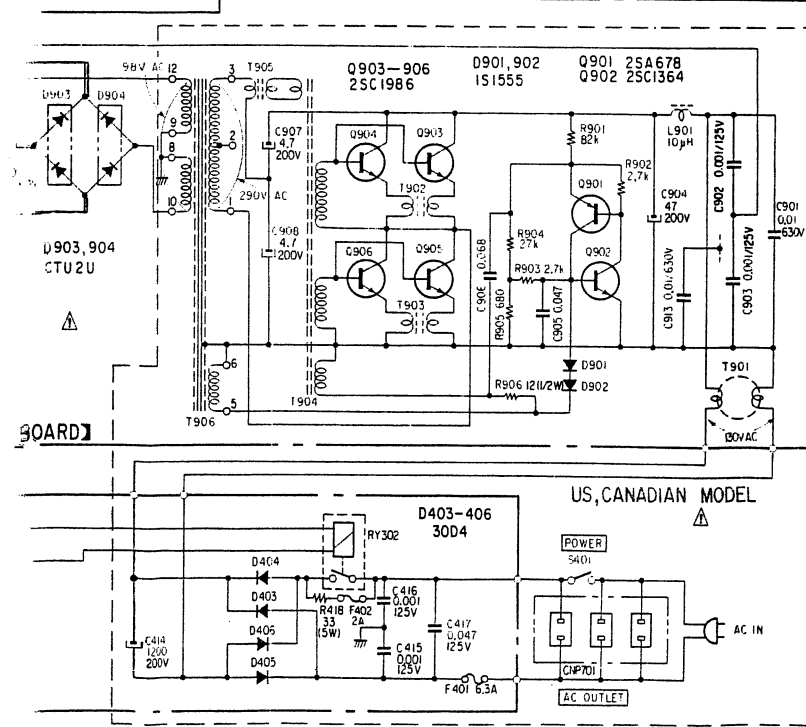 98V AC
12
3
T905
Q903-906
2SC1986
D901,902
1S1555
Q901 2SA678
Q902 2SC1364
D903
D904
9
8
10
2
1
290V AC
C907
4.7
200V
C908
4.7
200V
Q904
Q903
T902
Q906
Q905
T903
R901
82k
R902
2.7k
Q901
Q902
L901
10μH
C904
47
200V
C902 0.001/125V
C901
0.01
630V
C903 0.001/125V
C913 0.01/630V
R904
27k
R903 2.7k
C906 0.068
R905 680
C905 0.047
D901
D902
R906 12(1/2W)
D903,904
CTU2U
6
5
T906
T904
T901
130VAC
BOARD】
US,CANADIAN MODEL
D403-406
30D4
RY302
POWER
S401
D404
D403
D406
D405
R418
33
(5W)
F402
2A
C416
0.001
125V
C415
0.001
125V
C417
0.047
125V
C414
1200
200V
F401 6.3A
CNP701
AC OUTLET
AC IN